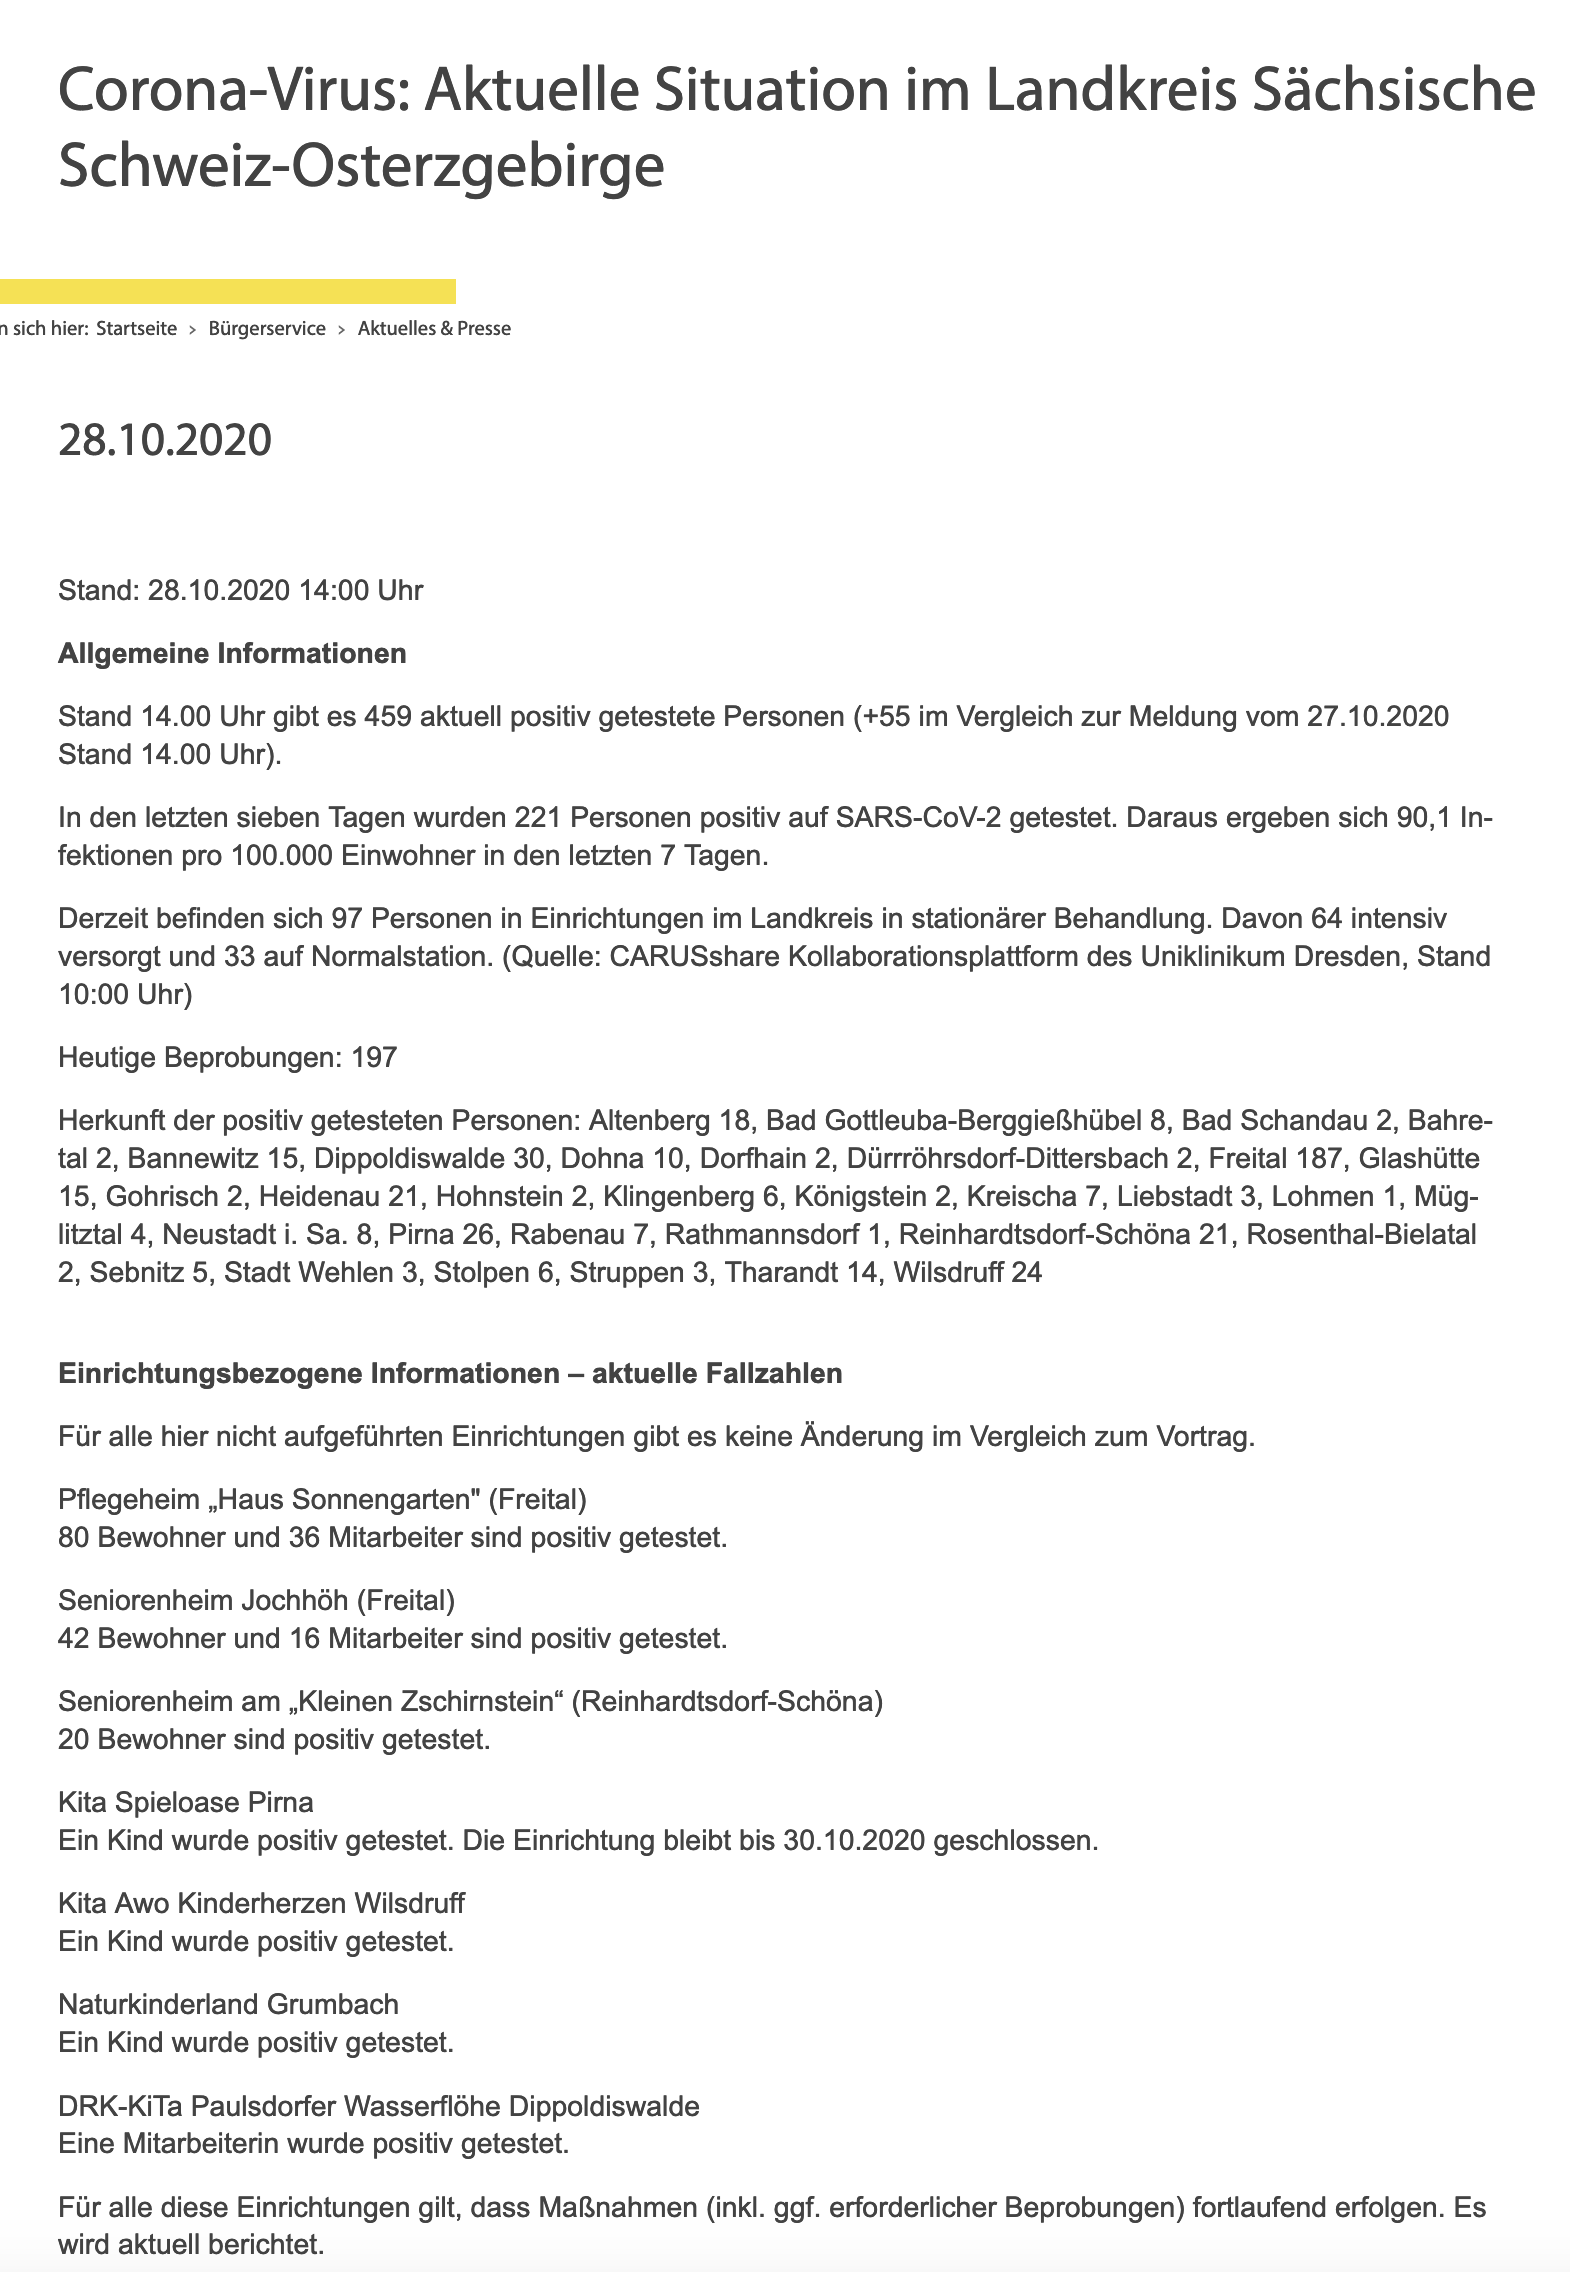 Corona-Virus: Aktuelle Situation im Landkreis Sächsische
Schweiz-Osterzgebirge
n sich hier: Startseite › Bürgerservice › Aktuelles & Presse
28.10.2020
Stand: 28.10.2020 14:00 Uhr
Allgemeine Informationen
Stand 14.00 Uhr gibt es 459 aktuell positiv getestete Personen (+55 im Vergleich zur Meldung vom 27.10.2020
Stand 14.00 Uhr).
In den letzten sieben Tagen wurden 221 Personen positiv auf SARS-CoV-2 getestet. Daraus ergeben sich 90,1 In-
fektionen pro 100.000 Einwohner in den letzten 7 Tagen.
Derzeit befinden sich 97 Personen in Einrichtungen im Landkreis in stationärer Behandlung. Davon 64 intensiv
versorgt und 33 auf Normalstation. (Quelle: CARUSshare Kollaborationsplattform des Uniklinikum Dresden, Stand
10:00 Uhr)
Heutige Beprobungen: 197
Herkunft der positiv getesteten Personen: Altenberg 18, Bad Gottleuba-Berggießhübel 8, Bad Schandau 2, Bahre-
tal 2, Bannewitz 15, Dippoldiswalde 30, Dohna 10, Dorfhain 2, Dürrröhrsdorf-Dittersbach 2, Freital 187, Glashütte
15, Gohrisch 2, Heidenau 21, Hohnstein 2, Klingenberg 6, Königstein 2, Kreischa 7, Liebstadt 3, Lohmen 1, Müg-
litztal 4, Neustadt i. Sa. 8, Pirna 26, Rabenau 7, Rathmannsdorf 1, Reinhardtsdorf-Schöna 21, Rosenthal-Bielatal
2, Sebnitz 5, Stadt Wehlen 3, Stolpen 6, Struppen 3, Tharandt 14, Wilsdruff 24
Einrichtungsbezogene Informationen – aktuelle Fallzahlen
Für alle hier nicht aufgeführten Einrichtungen gibt es keine Änderung im Vergleich zum Vortrag.
Pflegeheim „Haus Sonnengarten" (Freital)
80 Bewohner und 36 Mitarbeiter sind positiv getestet.
Seniorenheim Jochhöh (Freital)
42 Bewohner und 16 Mitarbeiter sind positiv getestet.
Seniorenheim am „Kleinen Zschirnstein“ (Reinhardtsdorf-Schöna)
20 Bewohner sind positiv getestet.
Kita Spieloase Pirna
Ein Kind wurde positiv getestet. Die Einrichtung bleibt bis 30.10.2020 geschlossen.
Kita Awo Kinderherzen Wilsdruff
Ein Kind wurde positiv getestet.
Naturkinderland Grumbach
Ein Kind wurde positiv getestet.
DRK-KiTa Paulsdorfer Wasserflöhe Dippoldiswalde
Eine Mitarbeiterin wurde positiv getestet.
Für alle diese Einrichtungen gilt, dass Maßnahmen (inkl. ggf. erforderlicher Beprobungen) fortlaufend erfolgen. Es
wird aktuell berichtet.